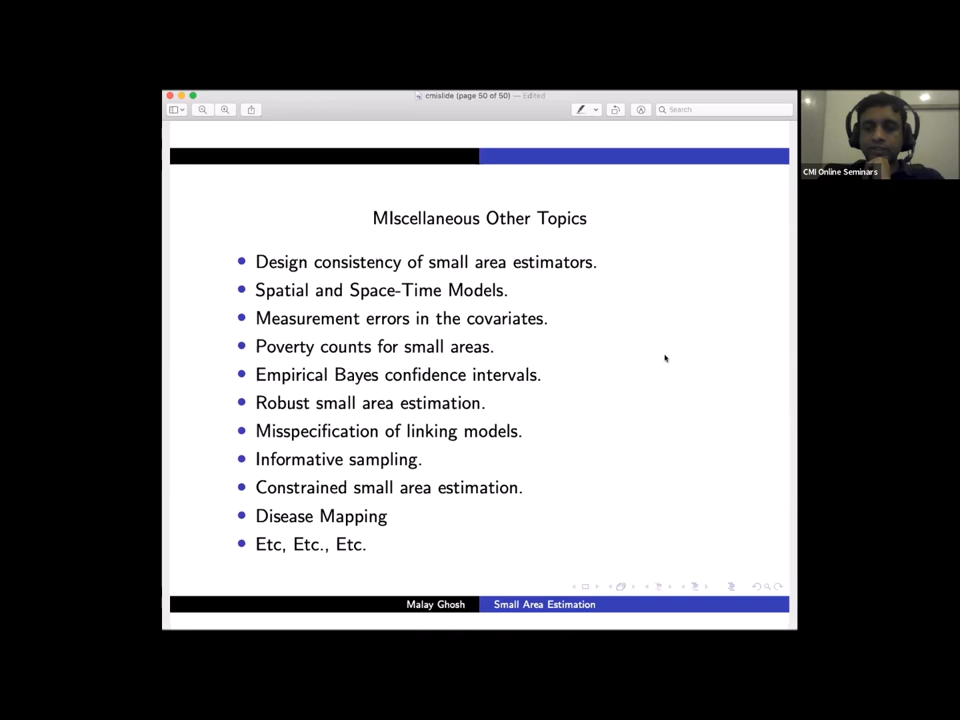 cmislide (page 50 of 50) — Edited
Search
CMI Online Seminars
MIscellaneous Other Topics
Design consistency of small area estimators.
Spatial and Space-Time Models.
Measurement errors in the covariates.
Poverty counts for small areas.
Empirical Bayes confidence intervals.
Robust small area estimation.
Misspecification of linking models.
Informative sampling.
Constrained small area estimation.
Disease Mapping
Etc, Etc., Etc.
Malay Ghosh Small Area Estimation